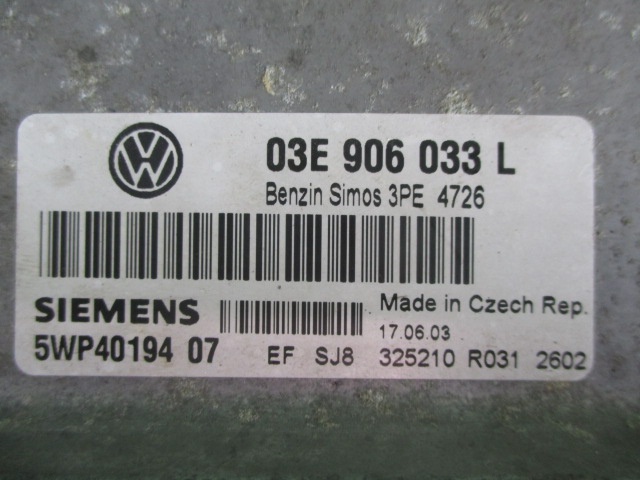 03E 906 033 L
Benzin Simos 3PE 4726
SIEMENS
Made in Czech Rep.
17.06.03
5WP40194 07 EF SJ8 325210 R031 2602